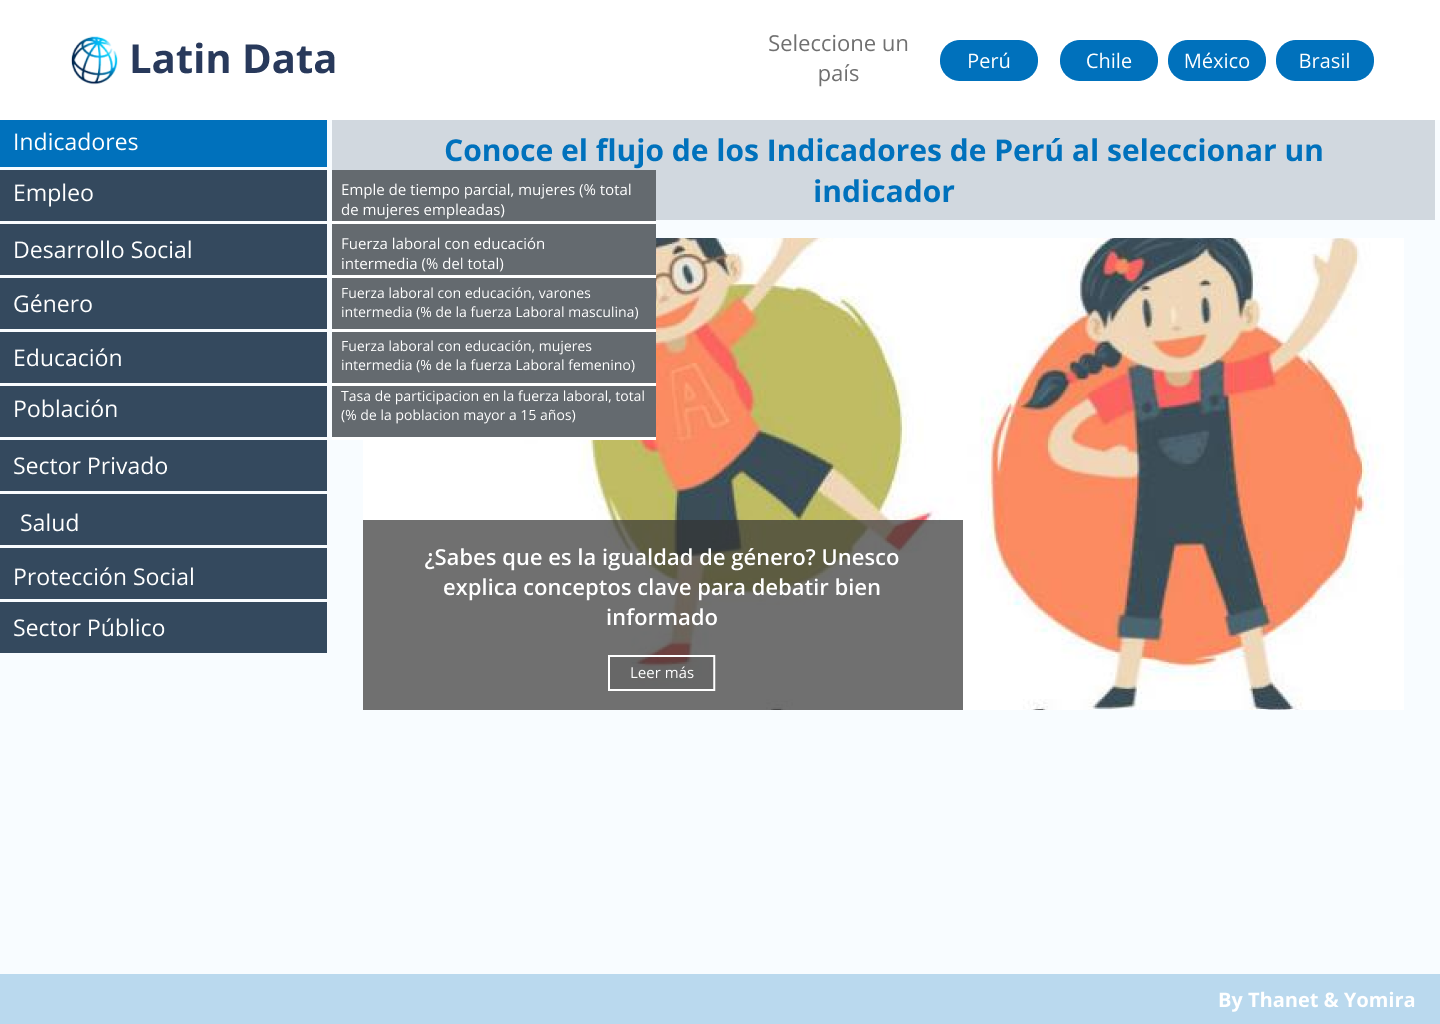 Latin Data
Seleccione un
país
Perú
Chile
México
Brasil
Indicadores
Empleo
Desarrollo Social
Género
Educación
Población
Sector Privado
Salud
Protección Social
Sector Público
Conoce el flujo de los Indicadores de Perú al seleccionar un
indicador
Emple de tiempo parcial, mujeres (% total
de mujeres empleadas)
Fuerza laboral con educación
intermedia (% del total)
Fuerza laboral con educación, varones
intermedia (% de la fuerza Laboral masculina)
Fuerza laboral con educación, mujeres
intermedia (% de la fuerza Laboral femenino)
Tasa de participacion en la fuerza laboral, total
(% de la poblacion mayor a 15 años)
A
¿Sabes que es la igualdad de género? Unesco
explica conceptos clave para debatir bien
informado
Leer más
By Thanet & Yomira